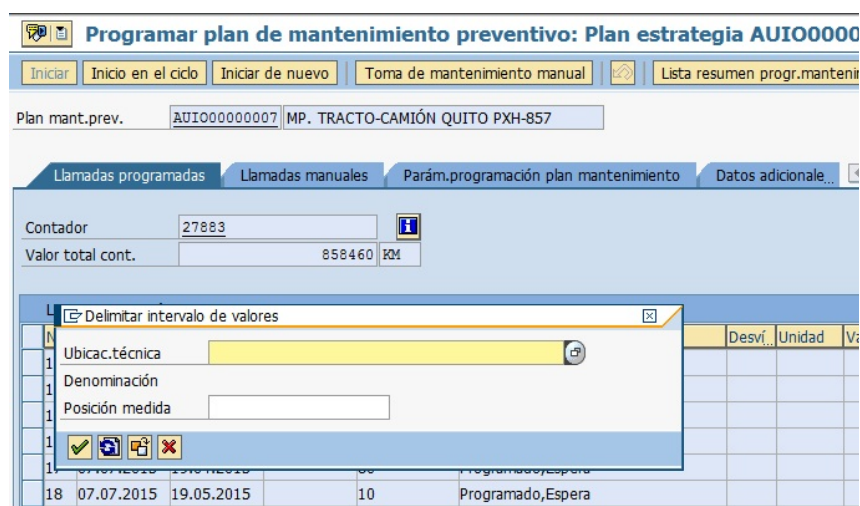 Programar plan de mantenimiento preventivo: Plan estrategia AUIO0000
Iniciar Inicio en el ciclo Iniciar de nuevo Toma de mantenimiento manual Lista resumen progr.mantenin
Plan mant.prev. AUIO00000007 MP. TRACTO-CAMIÓN QUITO PXH-857
Llamadas programadas Llamadas manuales Parám.programación plan mantenimiento Datos adicionale...
Contador 27883
Valor total cont. 858460 KM
Delimitar intervalo de valores
Desví... Unidad Va
Ubicac.técnica
Denominación
Posición medida
18 07.07.2015 19.05.2015 10 Programado,Espera